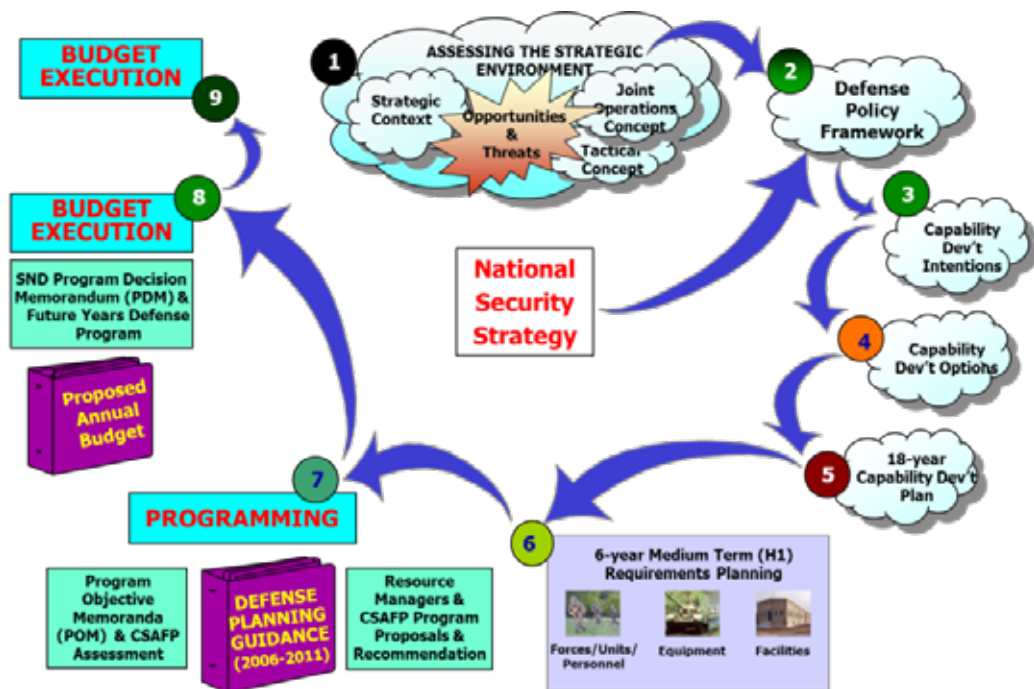 1
ASSESSING THE STRATEGIC
ENVIRONMENT
Strategic
Context
Opportunities
&
Threats
Joint
Operations
Concept
Tactical
Concept
2
Defense
Policy
Framework
3
Capability
Dev't
Intentions
4
Capability
Dev't Options
5
18-year
Capability Dev't
Plan
National
Security
Strategy
6
6-year Medium Term (H1)
Requirements Planning
Forces/Units/
Personnel
Equipment
Facilities
7
PROGRAMMING
Program
Objective
Memoranda
(POM) & CSAFP
Assessment
DEFENSE
PLANNING
GUIDANCE
(2006-2011)
Resource
Managers &
CSAFP Program
Proposals &
Recommendation
8
BUDGET
EXECUTION
SND Program Decision
Memorandum (PDM) &
Future Years Defense
Program
Proposed
Annual
Budget
9
BUDGET
EXECUTION